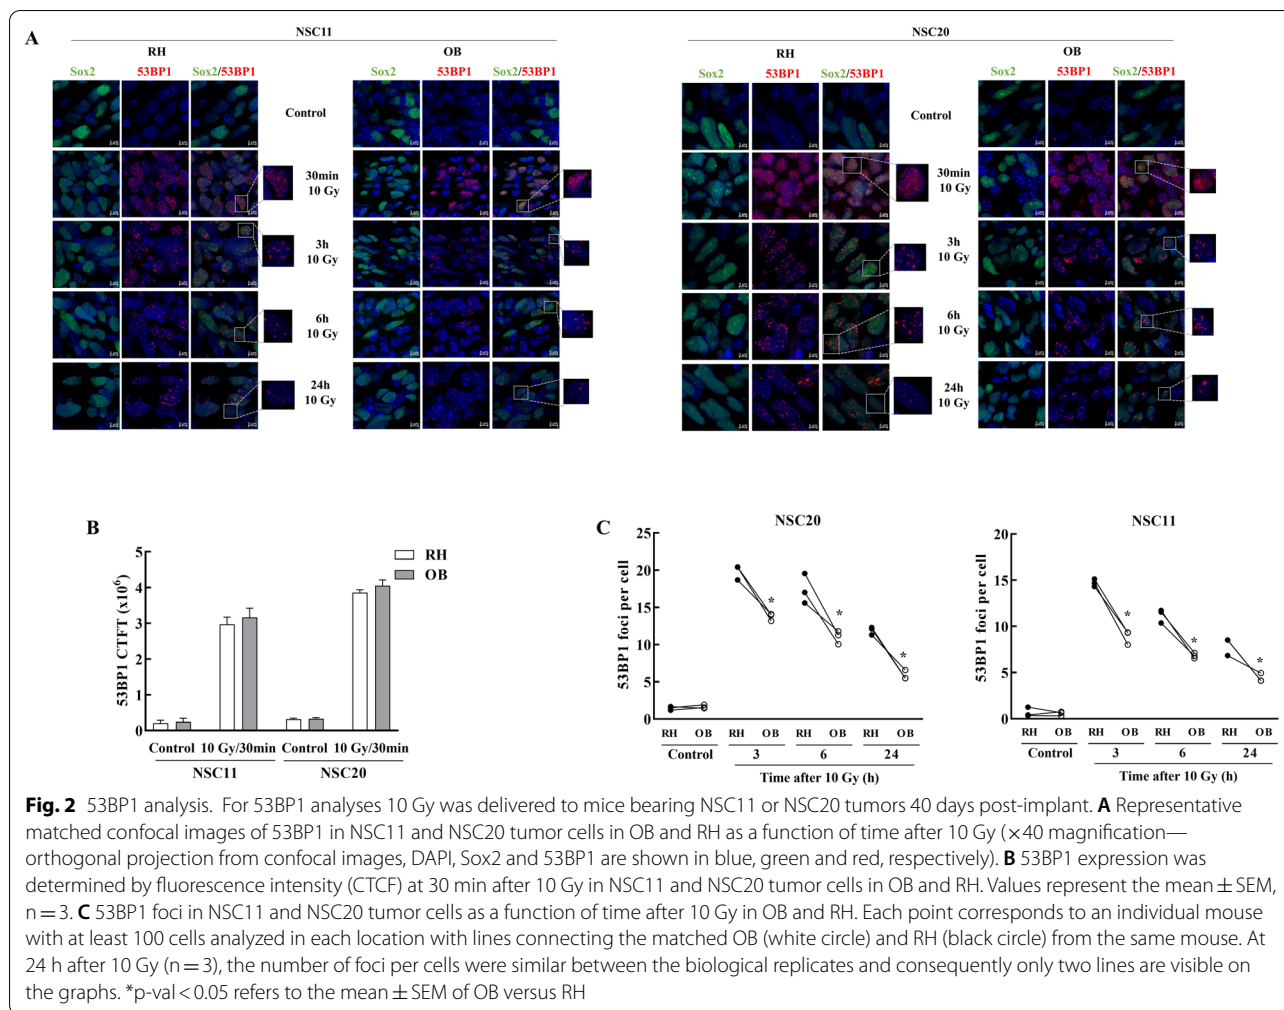 A
NSC11
NSC20
RH
OB
RH
OB
Sox2 53BP1 Sox2/53BP1
Sox2 53BP1 Sox2/53BP1
Sox2 53BP1 Sox2/53BP1
Sox2 53BP1 Sox2/53BP1
Control
Control
30min
10 Gy
30min
10 Gy
3h
10 Gy
3h
10 Gy
6h
10 Gy
6h
10 Gy
24h
10 Gy
24h
10 Gy
B
53BP1 CTFT (x10⁶)
5
4
3
2
1
0
RH
OB
Control 10 Gy/30min Control 10 Gy/30min
NSC11 NSC20
C
NSC20
53BP1 foci per cell
25
20
15
10
5
0
* * *
RH OB RH OB RH OB RH OB
Control 3 6 24
Time after 10 Gy (h)
NSC11
53BP1 foci per cell
25
20
15
10
5
0
* * *
RH OB RH OB RH OB RH OB
Control 3 6 24
Time after 10 Gy (h)
Fig. 2 53BP1 analysis. For 53BP1 analyses 10 Gy was delivered to mice bearing NSC11 or NSC20 tumors 40 days post-implant. A Representative
matched confocal images of 53BP1 in NSC11 and NSC20 tumor cells in OB and RH as a function of time after 10 Gy (×40 magnification—
orthogonal projection from confocal images, DAPI, Sox2 and 53BP1 are shown in blue, green and red, respectively). B 53BP1 expression was
determined by fluorescence intensity (CTCF) at 30 min after 10 Gy in NSC11 and NSC20 tumor cells in OB and RH. Values represent the mean ± SEM,
n = 3. C 53BP1 foci in NSC11 and NSC20 tumor cells as a function of time after 10 Gy in OB and RH. Each point corresponds to an individual mouse
with at least 100 cells analyzed in each location with lines connecting the matched OB (white circle) and RH (black circle) from the same mouse. At
24 h after 10 Gy (n = 3), the number of foci per cells were similar between the biological replicates and consequently only two lines are visible on
the graphs. *p-val < 0.05 refers to the mean ± SEM of OB versus RH